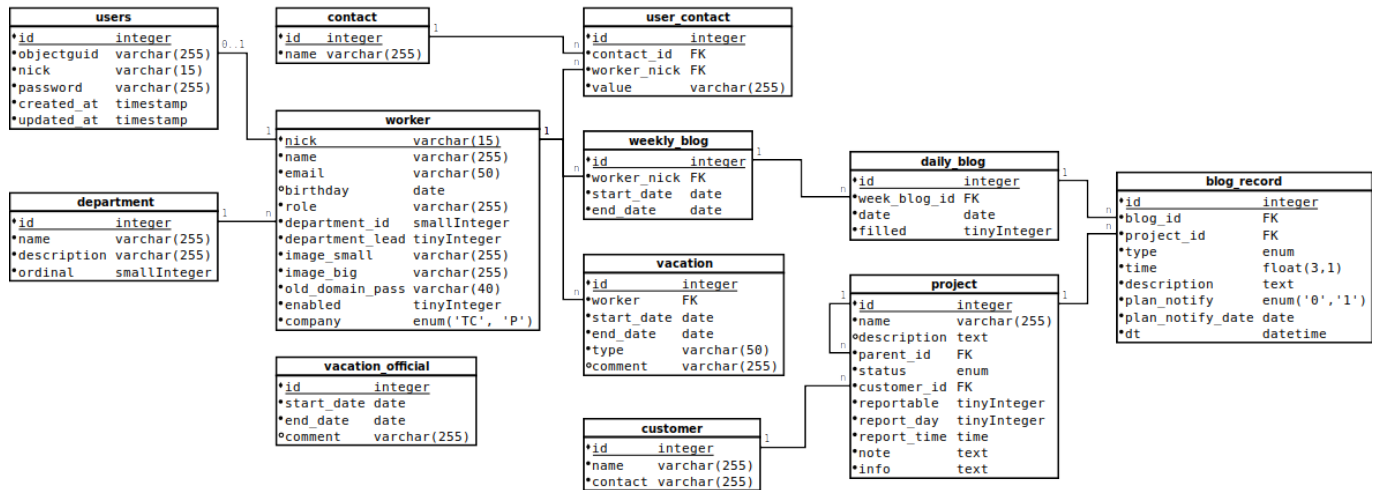 users
id integer
objectguid varchar(255)
nick varchar(15)
password varchar(255)
created_at timestamp
updated_at timestamp
0..1
1
contact
id integer
name varchar(255)
1
n
user_contact
id integer
contact_id FK
worker_nick FK
value varchar(255)
n
worker
nick varchar(15)
name varchar(255)
email varchar(50)
birthday date
role varchar(255)
department_id smallInteger
department_lead tinyInteger
image_small varchar(255)
image_big varchar(255)
old_domain_pass varchar(40)
enabled tinyInteger
company enum('TC', 'P')
1
department
id integer
name varchar(255)
description varchar(255)
ordinal smallInteger
1
n
weekly_blog
id integer
worker_nick FK
start_date date
end_date date
n
1
daily_blog
id integer
week_blog_id FK
date date
filled tinyInteger
n
1
blog_record
id integer
blog_id FK
project_id FK
type enum
time float(3,1)
description text
plan_notify enum('0','1')
plan_notify_date date
dt datetime
n
n
vacation
id integer
worker FK
start_date date
end_date date
type varchar(50)
comment varchar(255)
n
project
id integer
name varchar(255)
description text
parent_id FK
status enum
customer_id FK
reportable tinyInteger
report_day tinyInteger
report_time time
note text
info text
1
1
n
n
vacation_official
id integer
start_date date
end_date date
comment varchar(255)
customer
id integer
name varchar(255)
contact varchar(255)
1